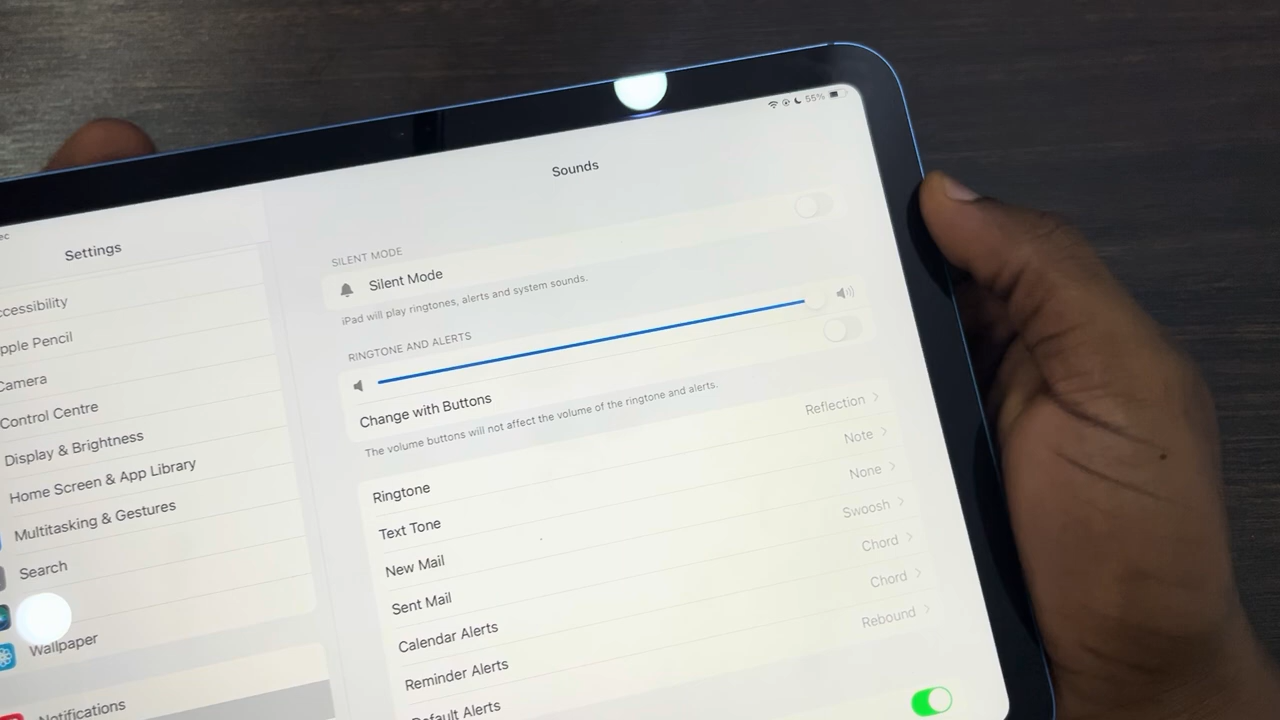 55%
Settings
ccessibility
pple Pencil
Camera
Control Centre
Display & Brightness
Home Screen & App Library
Multitasking & Gestures
Search
Wallpaper
Notifications
Sounds
SILENT MODE
Silent Mode
iPad will play ringtones, alerts and system sounds.
RINGTONE AND ALERTS
Change with Buttons
The volume buttons will not affect the volume of the ringtone and alerts.
Ringtone Reflection
Text Tone Note
New Mail None
Sent Mail Swoosh
Calendar Alerts Chord
Reminder Alerts Chord
Default Alerts Rebound